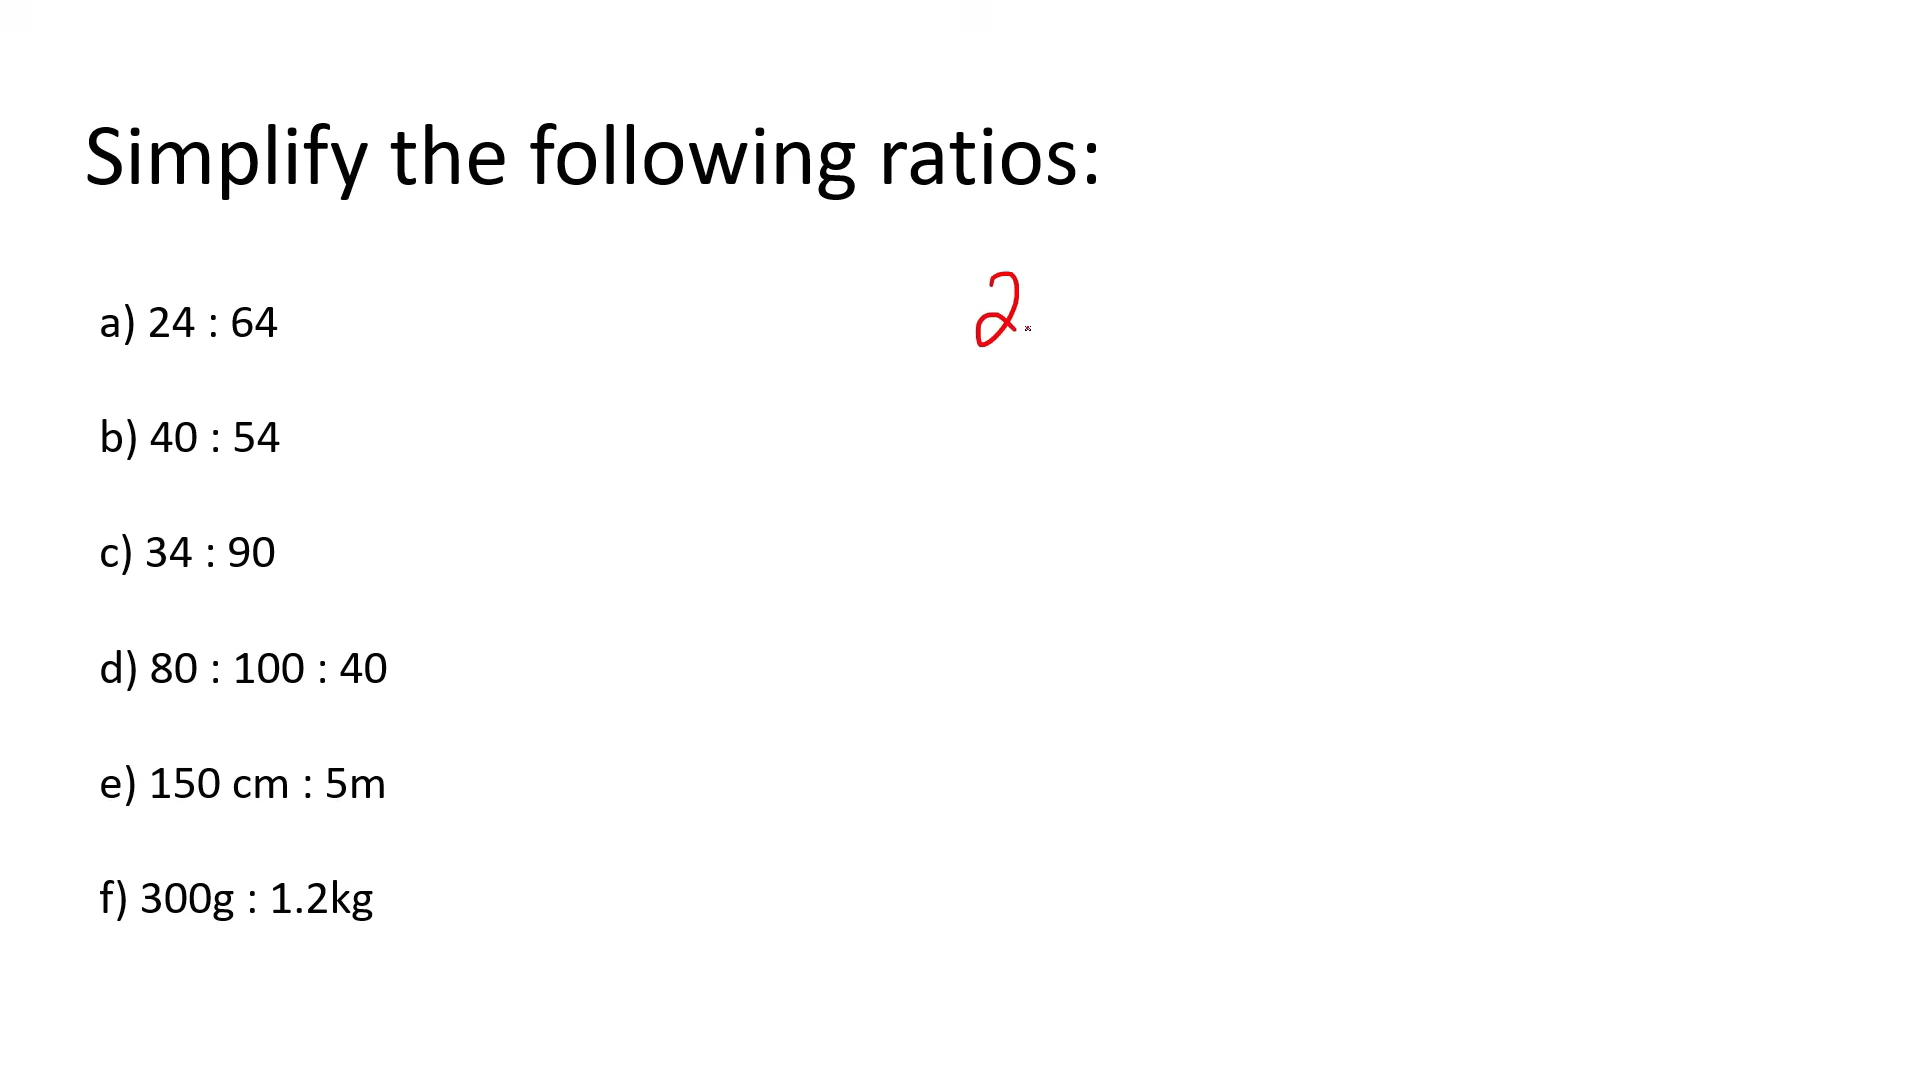 Simplify the following ratios:
2
a) 24 : 64
b) 40 : 54
c) 34 : 90
d) 80 : 100 : 40
e) 150 cm : 5m
f) 300g : 1.2kg